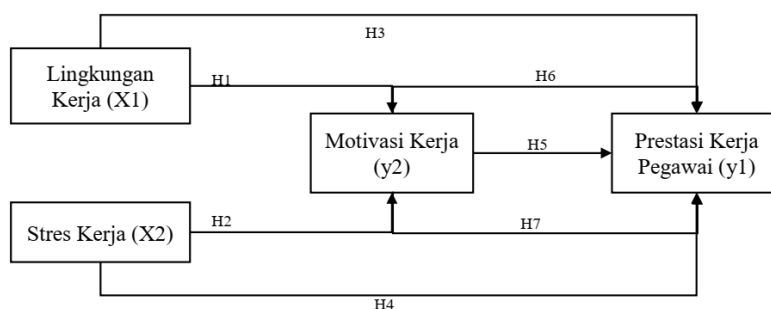 H3
Lingkungan
Kerja (X1)
H1
H6
Motivasi Kerja
(y2)
H5
Prestasi Kerja
Pegawai (y1)
Stres Kerja (X2)
H2
H7
H4